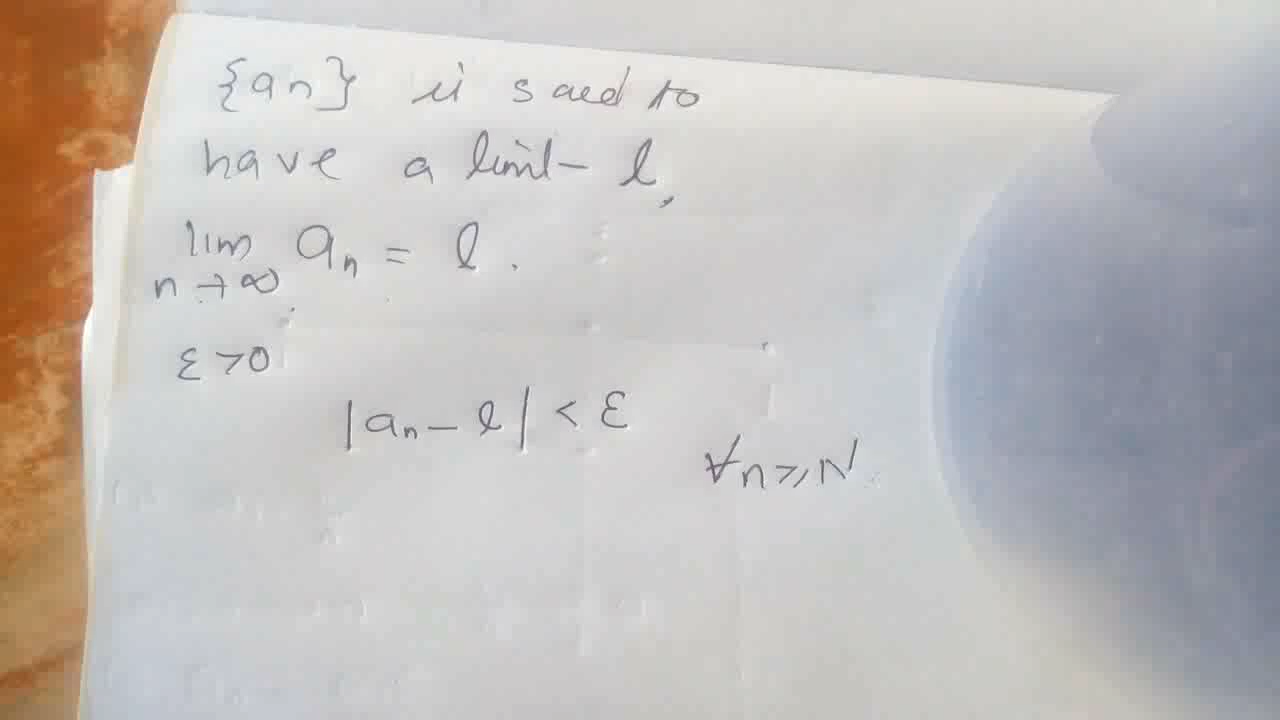 {an} is said to
have a limit l,
lim an = l.
n→∞
ε>0
|an - l| < ε
∀n≥N